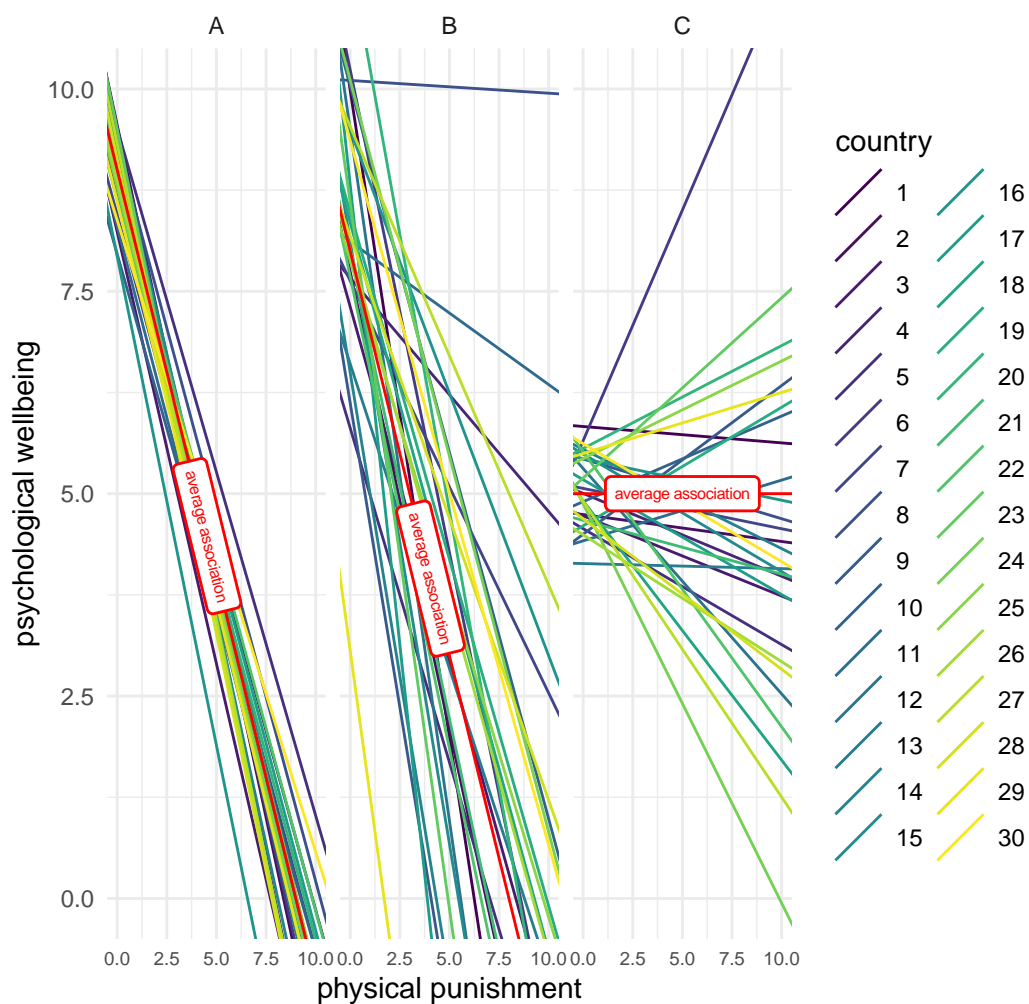 A B C
psychological wellbeing
10.0
7.5
5.0
2.5
0.0
average association
average association
average association
0.0 2.5 5.0 7.5 10.0 0.0 2.5 5.0 7.5 10.0 0.0 2.5 5.0 7.5 10.0
physical punishment
country
1 16
2 17
3 18
4 19
5 20
6 21
7 22
8 23
9 24
10 25
11 26
12 27
13 28
14 29
15 30